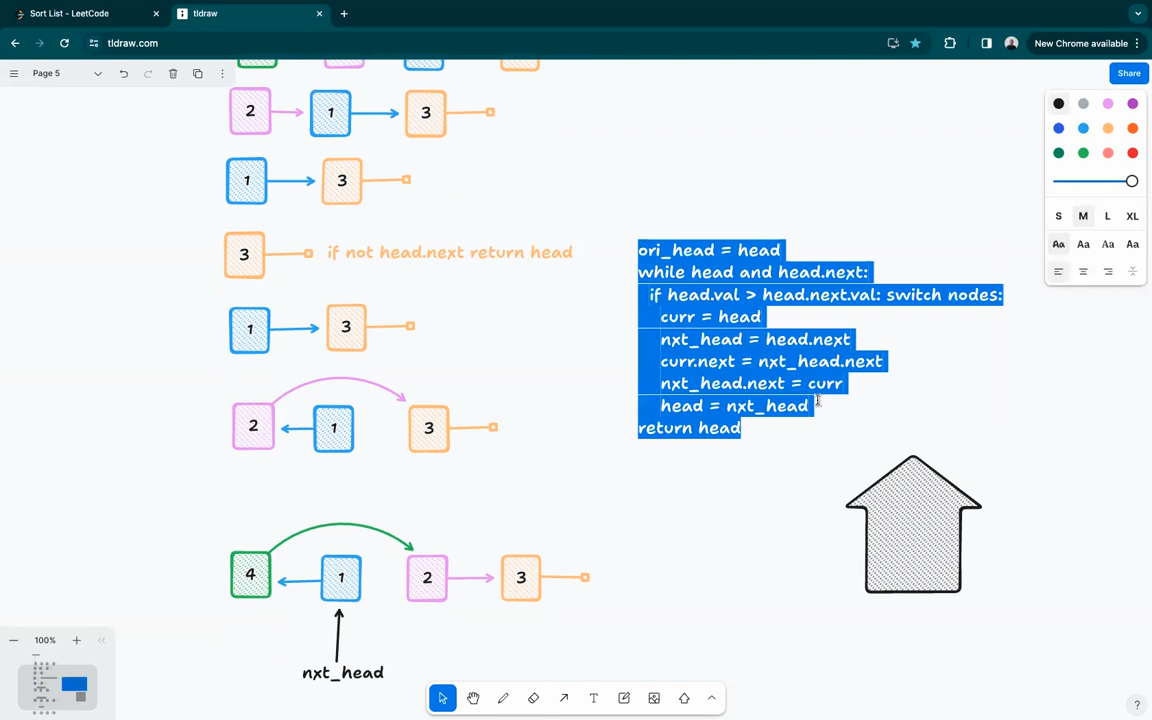 Sort List - LeetCode
tldraw
tldraw.com
New Chrome available
Page 5
Share
2 1 3
1 3
3 if not head.next return head
1 3
2 1 3
4 1 2 3
nxt_head
ori_head = head
while head and head.next:
if head.val > head.next.val: switch nodes:
curr = head
nxt_head = head.next
curr.next = nxt_head.next
nxt_head.next = curr
head = nxt_head
return head
S M L XL
Aa Aa Aa Aa
100%
?